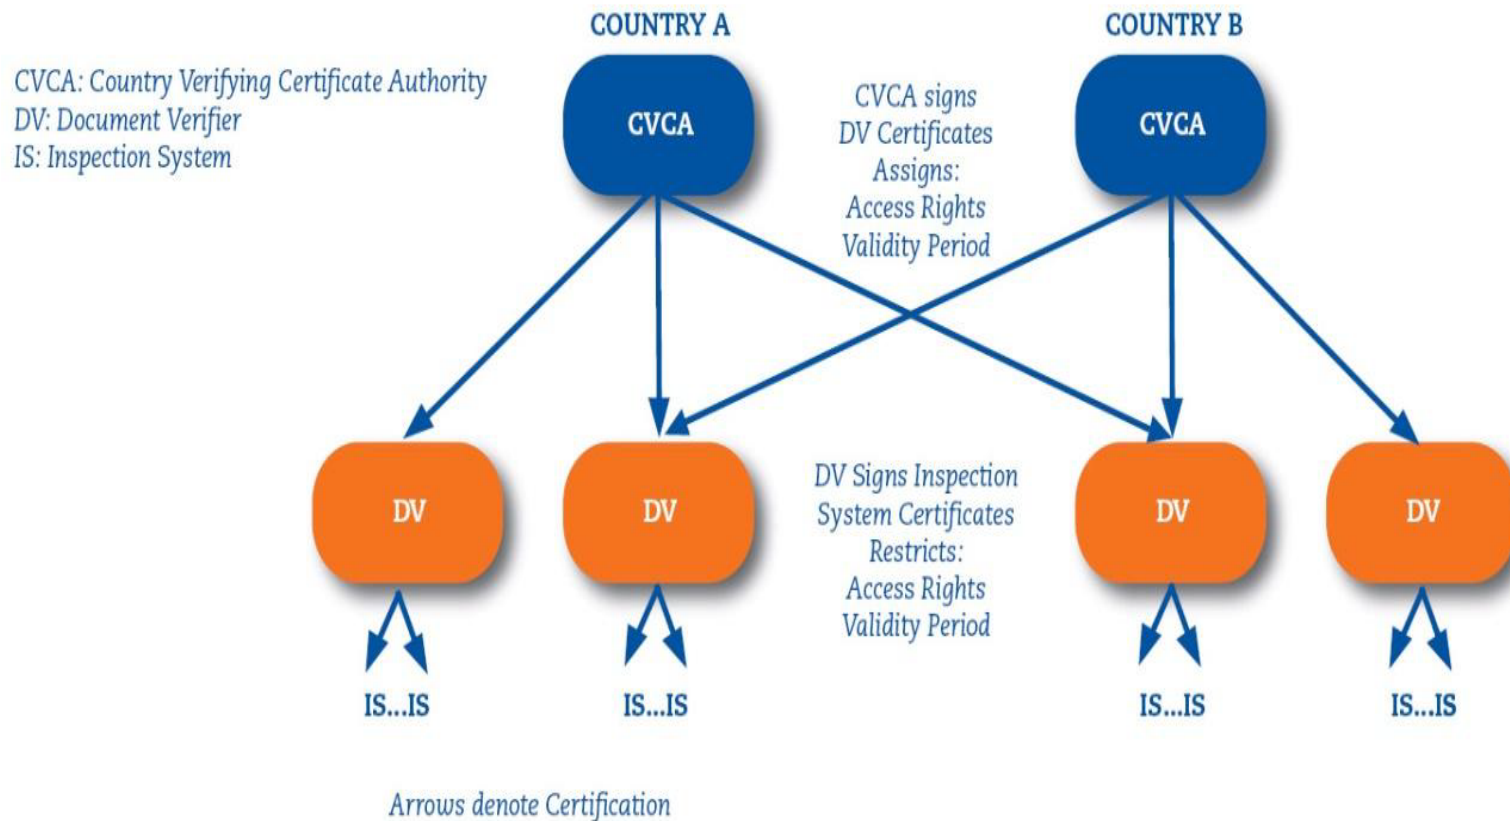 COUNTRY A
COUNTRY B
CVCA: Country Verifying Certificate Authority
DV: Document Verifier
IS: Inspection System
CVCA
CVCA signs
DV Certificates
Assigns:
Access Rights
Validity Period
CVCA
DV
DV
DV Signs Inspection
System Certificates
Restricts:
Access Rights
Validity Period
DV
DV
IS...IS
IS...IS
IS...IS
IS...IS
Arrows denote Certification